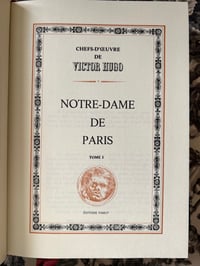 CHEFS-D'ŒUVRE
DE
VICTOR HUGO
NOTRE-DAME
DE
PARIS
TOME I